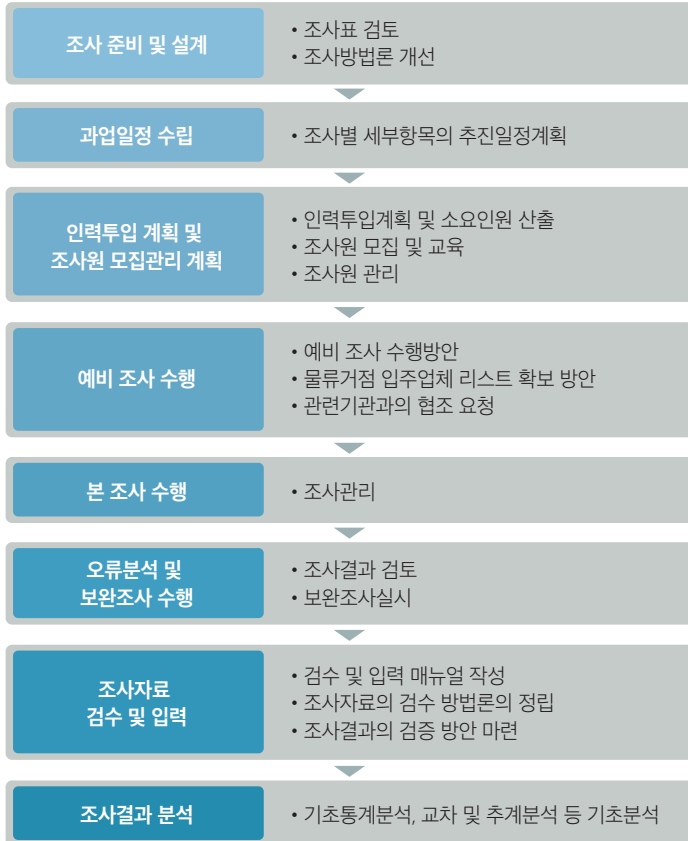 조사 준비 및 설계
• 조사표 검토
• 조사방법론 개선
과업일정 수립
• 조사별 세부항목의 추진일정계획
인력투입 계획 및
조사원 모집관리 계획
• 인력투입계획 및 소요인원 산출
• 조사원 모집 및 교육
• 조사원 관리
예비 조사 수행
• 예비 조사 수행방안
• 물류거점 입주업체 리스트 확보 방안
• 관련기관과의 협조 요청
본 조사 수행
• 조사관리
오류분석 및
보완조사 수행
• 조사결과 검토
• 보완조사실시
조사자료
검수 및 입력
• 검수 및 입력 매뉴얼 작성
• 조사자료의 검수 방법론의 정립
• 조사결과의 검증 방안 마련
조사결과 분석
• 기초통계분석, 교차 및 추계분석 등 기초분석